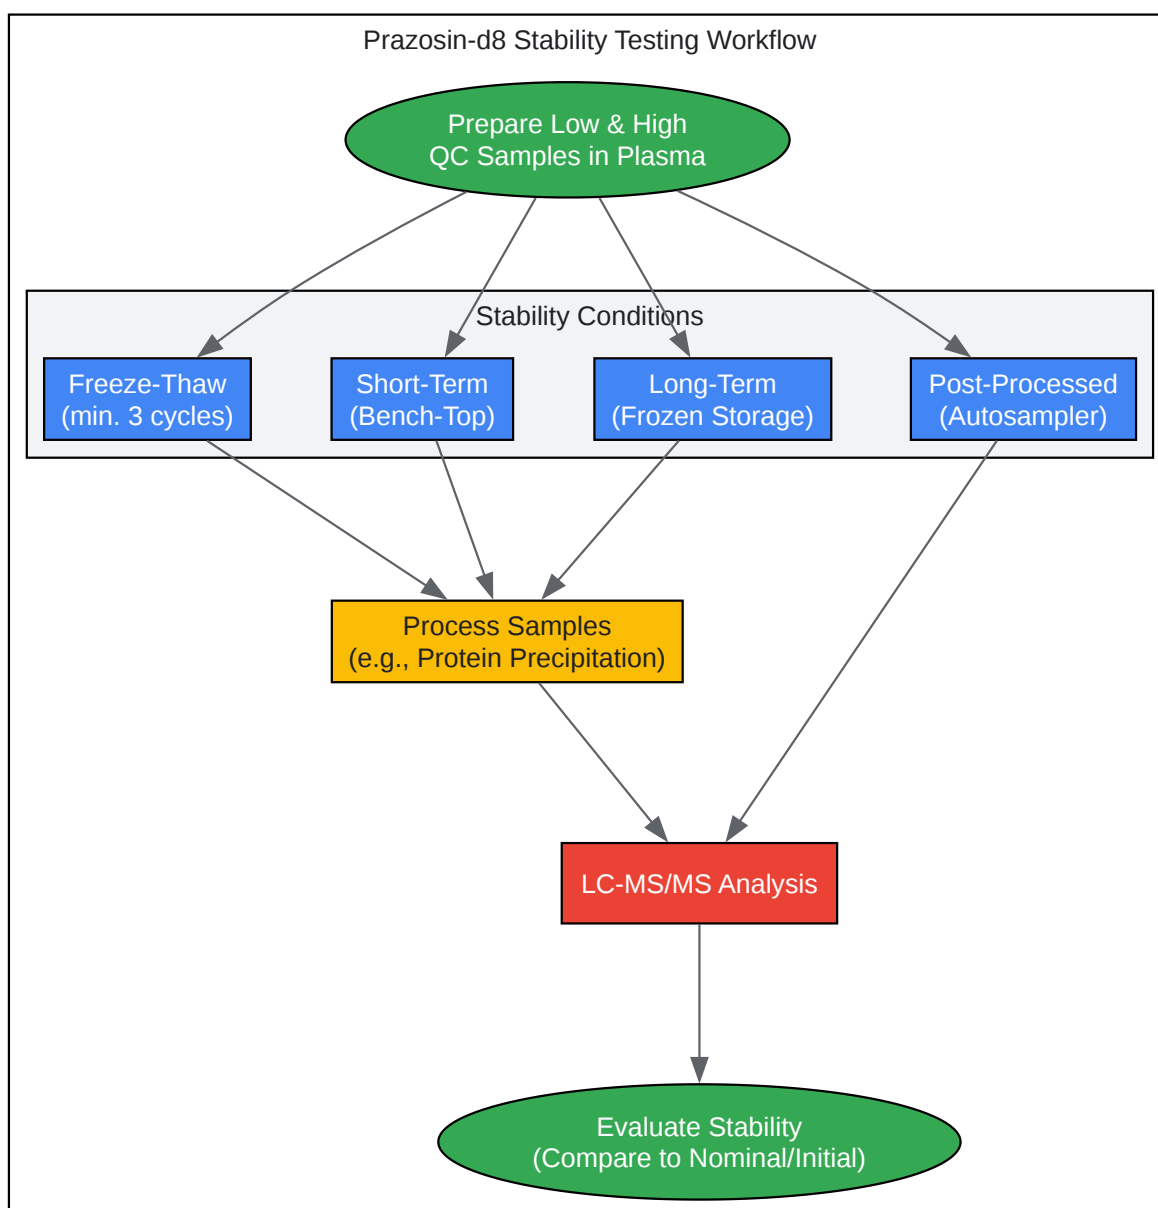 Prazosin-d8 Stability Testing Workflow
Prepare Low & High
QC Samples in Plasma
Stability Conditions
Freeze-Thaw
(min. 3 cycles)
Short-Term
(Bench-Top)
Long-Term
(Frozen Storage)
Post-Processed
(Autosampler)
Process Samples
(e.g., Protein Precipitation)
LC-MS/MS Analysis
Evaluate Stability
(Compare to Nominal/Initial)